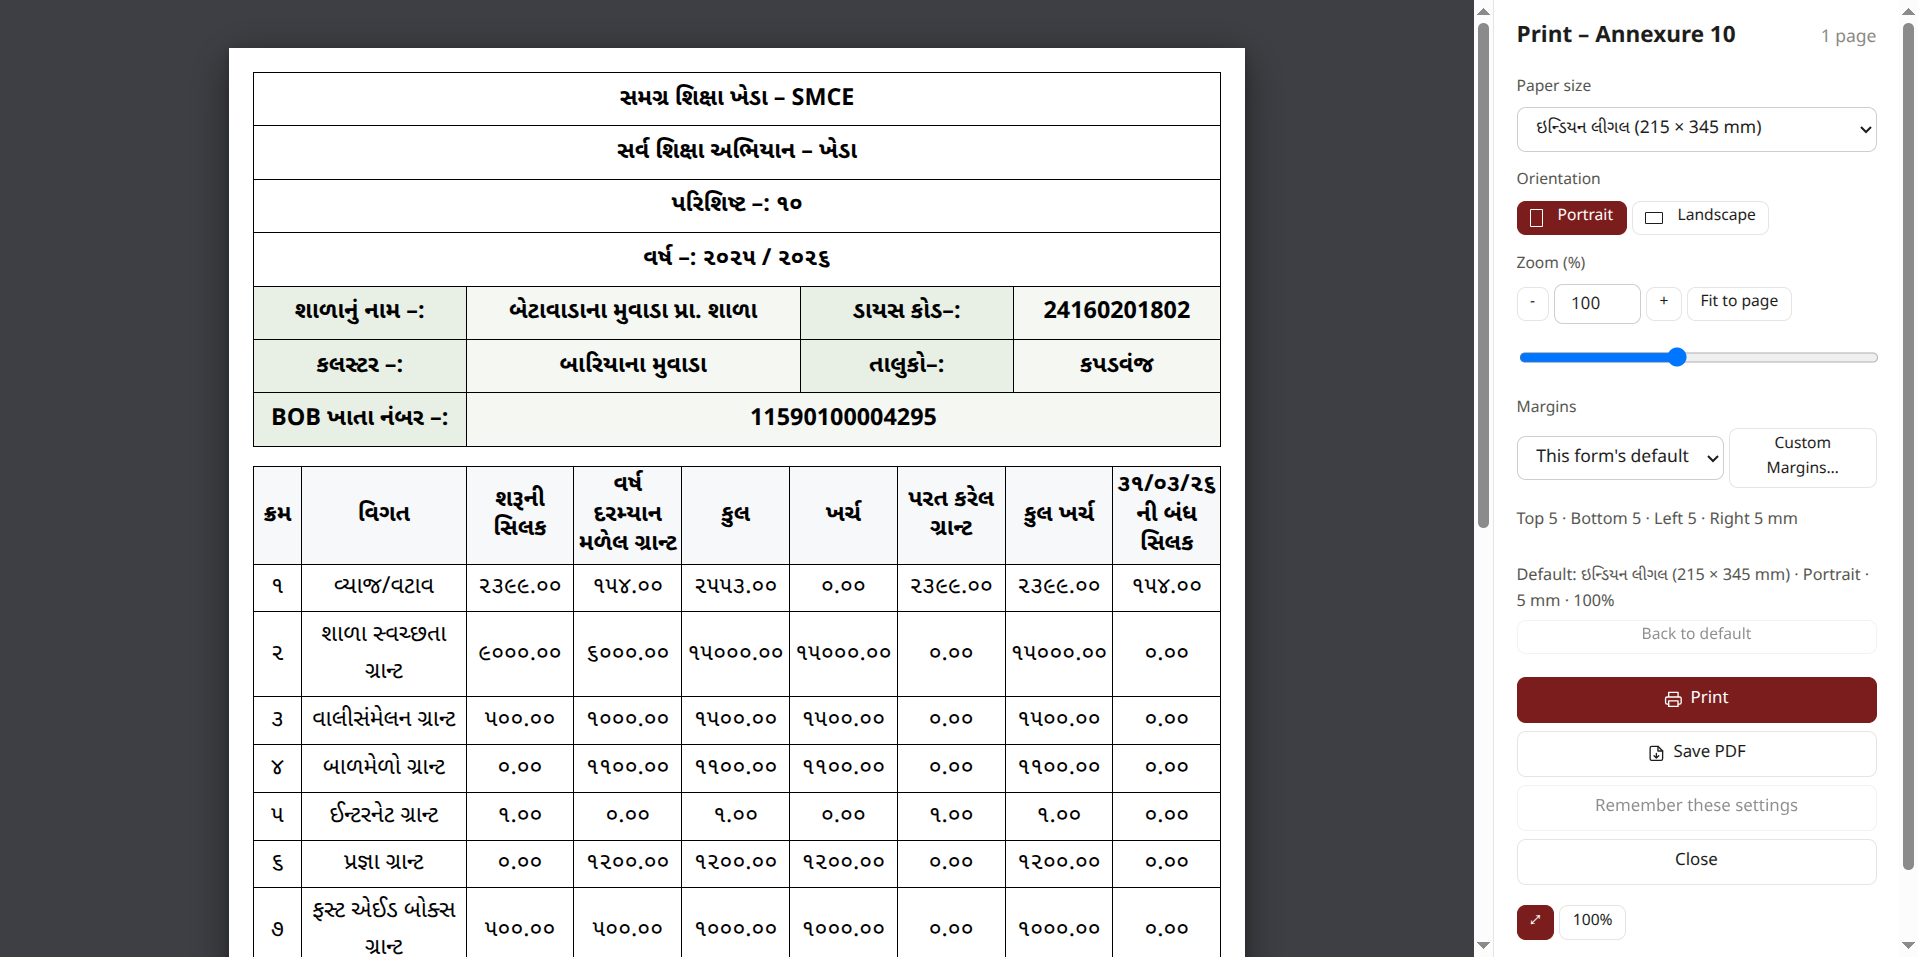 સમગ્ર શિક્ષા ખેડા – SMCE
સર્વ શિક્ષા અભિયાન – ખેડા
પરિશિષ્ટ –: ૧૦
વર્ષ –: ૨૦૨૫ / ૨૦૨૬
શાળાનું નામ –: બેટાવાડાના મુવાડા પ્રા. શાળા ડાયસ કોડ–: 24160201802
કલસ્ટર –: બારિયાના મુવાડા તાલુકો–: કપડવંજ
BOB ખાતા નંબર –: 11590100004295
ક્રમ વિગત શરૂની સિલક વર્ષ દરમ્યાન મળેલ ગ્રાન્ટ કુલ ખર્ચ પરત કરેલ ગ્રાન્ટ કુલ ખર્ચ ૩૧/૦૩/૨૬ ની બંધ સિલક
૧ વ્યાજ/વટાવ ૨૩૯૯.૦૦ ૧૫૪.૦૦ ૨૫૫૩.૦૦ ૦.૦૦ ૨૩૯૯.૦૦ ૨૩૯૯.૦૦ ૧૫૪.૦૦
૨ શાળા સ્વચ્છતા ગ્રાન્ટ ૯૦૦૦.૦૦ ૬૦૦૦.૦૦ ૧૫૦૦૦.૦૦ ૧૫૦૦૦.૦૦ ૦.૦૦ ૧૫૦૦૦.૦૦ ૦.૦૦
૩ વાલીસંમેલન ગ્રાન્ટ ૫૦૦.૦૦ ૧૦૦૦.૦૦ ૧૫૦૦.૦૦ ૧૫૦૦.૦૦ ૦.૦૦ ૧૫૦૦.૦૦ ૦.૦૦
૪ બાળમેળો ગ્રાન્ટ ૦.૦૦ ૧૧૦૦.૦૦ ૧૧૦૦.૦૦ ૧૧૦૦.૦૦ ૦.૦૦ ૧૧૦૦.૦૦ ૦.૦૦
૫ ઈન્ટરનેટ ગ્રાન્ટ ૧.૦૦ ૦.૦૦ ૧.૦૦ ૦.૦૦ ૧.૦૦ ૧.૦૦ ૦.૦૦
૬ પ્રજ્ઞા ગ્રાન્ટ ૦.૦૦ ૧૨૦૦.૦૦ ૧૨૦૦.૦૦ ૧૨૦૦.૦૦ ૦.૦૦ ૧૨૦૦.૦૦ ૦.૦૦
૭ ફસ્ટ એઈડ બોક્સ ગ્રાન્ટ ૫૦૦.૦૦ ૫૦૦.૦૦ ૧૦૦૦.૦૦ ૧૦૦૦.૦૦ ૦.૦૦ ૧૦૦૦.૦૦ ૦.૦૦
Print – Annexure 10 1 page
Paper size
ઇન્ડિયન લીગલ (215 × 345 mm)
Orientation
Portrait Landscape
Zoom (%)
- 100 + Fit to page
Margins
This form's default Custom Margins...
Top 5 · Bottom 5 · Left 5 · Right 5 mm
Default: ઇન્ડિયન લીગલ (215 × 345 mm) · Portrait ·
5 mm · 100%
Back to default
Print
Save PDF
Remember these settings
Close
100%